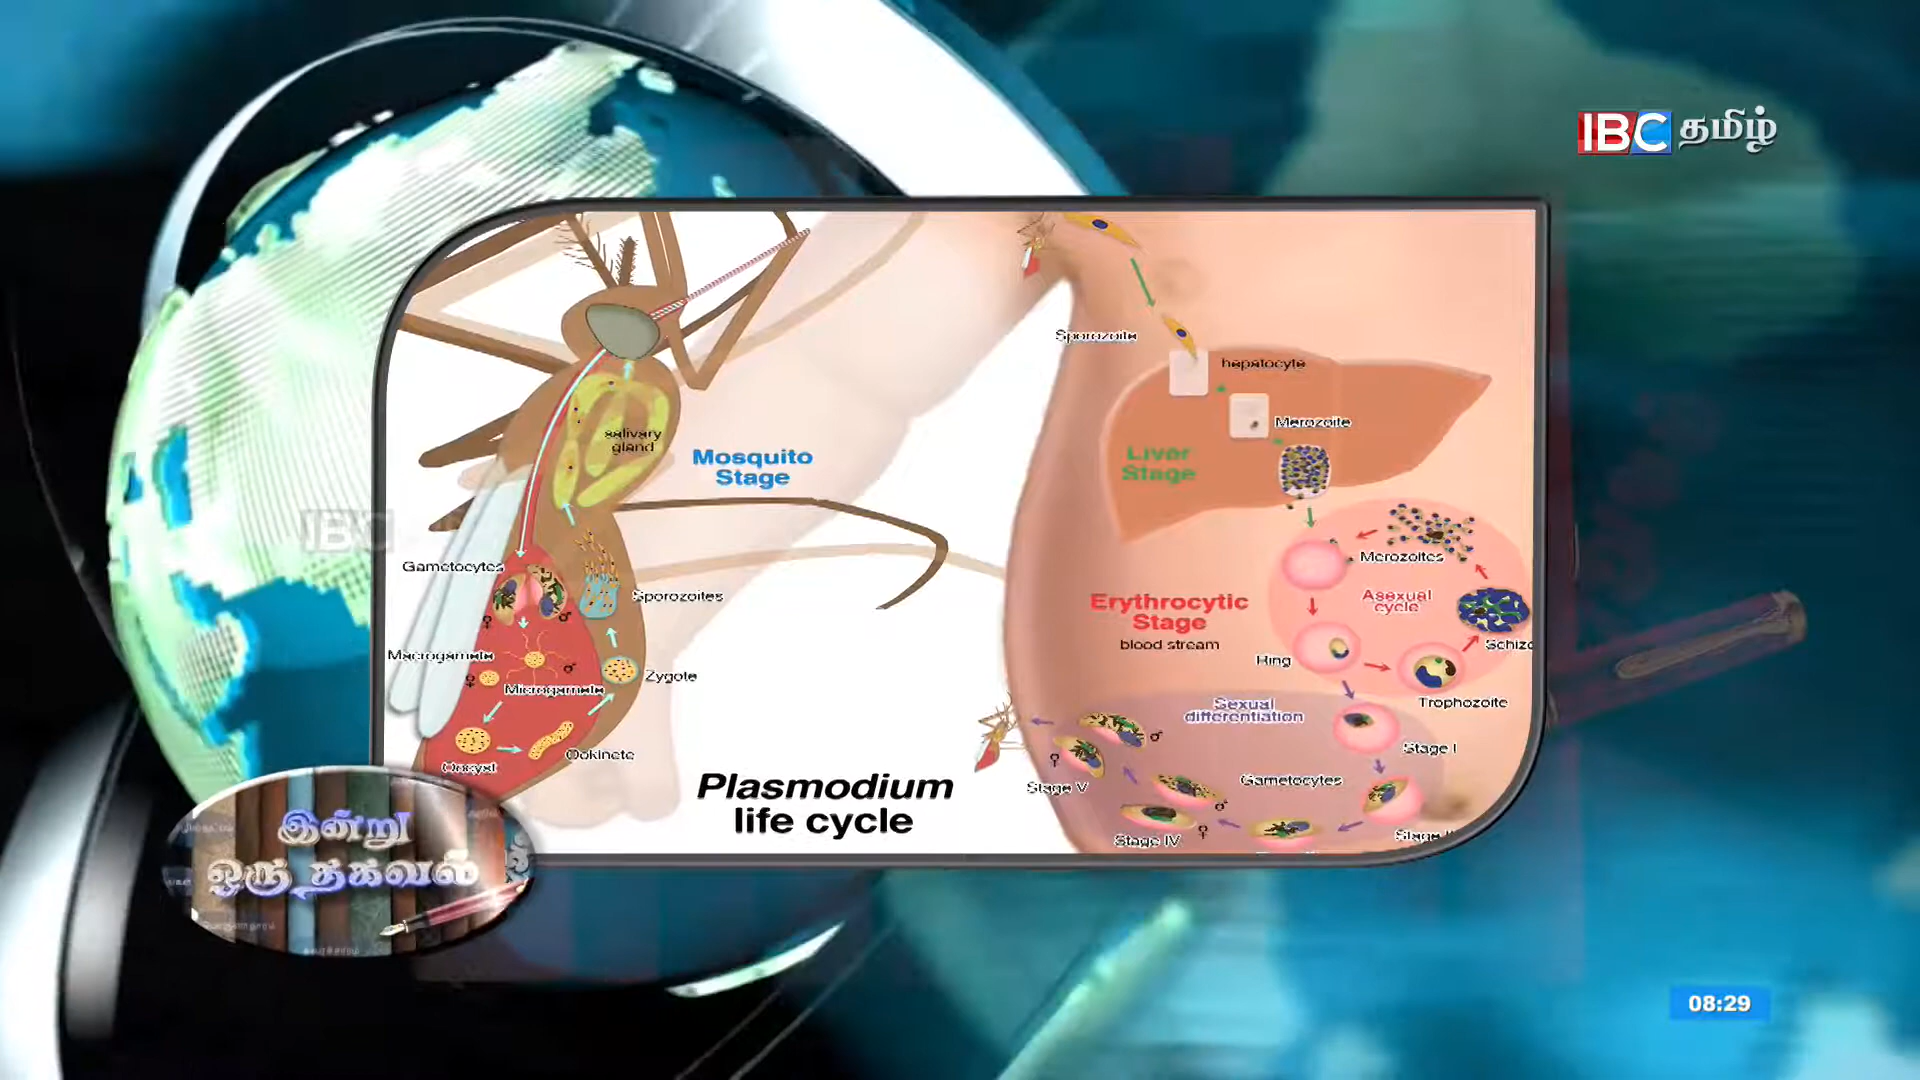 IBC தமிழ்
Sporozoite
hepatocyte
Merozoite
salivary
gland
Mosquito
Stage
Liver
Stage
IBC
Gametocytes
Sporozoites
Merozoites
Asexual
cycle
Erythrocytic
Stage
blood stream
Schizo
Macrogamete
Microgamete
Zygote
Ring
Trophozoite
Sexual
differentiation
Stage I
Oocyst
Ookinete
Gametocytes
Stage V
Plasmodium
life cycle
Stage IV
இன்று
ஒரு தகவல்
08:29